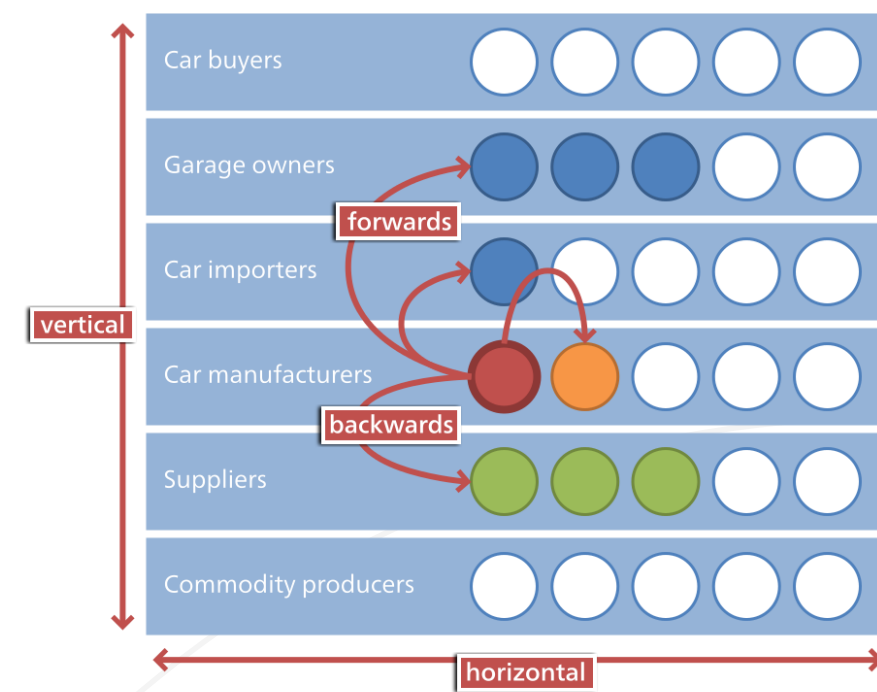 Car buyers
Garage owners
forwards
Car importers
vertical
Car manufacturers
backwards
Suppliers
Commodity producers
horizontal